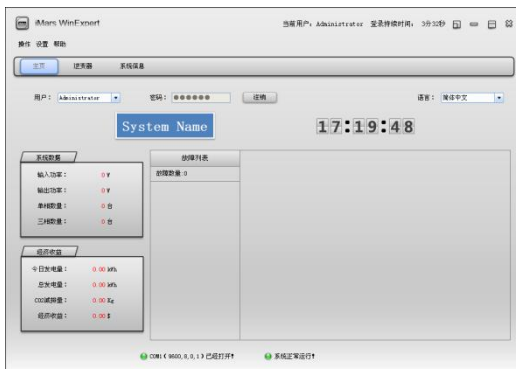 iMars WinExpert
当前用户: Administrator 登录持续时间: 3分32秒
操作 设置 帮助
主页 逆变器 系统信息
用户: Administrator 密码: ●●●●●● 注销 语言: 简体中文
System Name 17:19:48
系统数据
输入功率: 0 W
输出功率: 0 W
单相数量: 0 台
三相数量: 0 台
故障列表
故障数量:0
经济收益
今日发电量: 0.00 kWh
总发电量: 0.00 kWh
CO2减排量: 0.00 Kg
经济收益: 0.00 $
COM1( 9600,8,0,1 )已经打开! 系统正常运行!